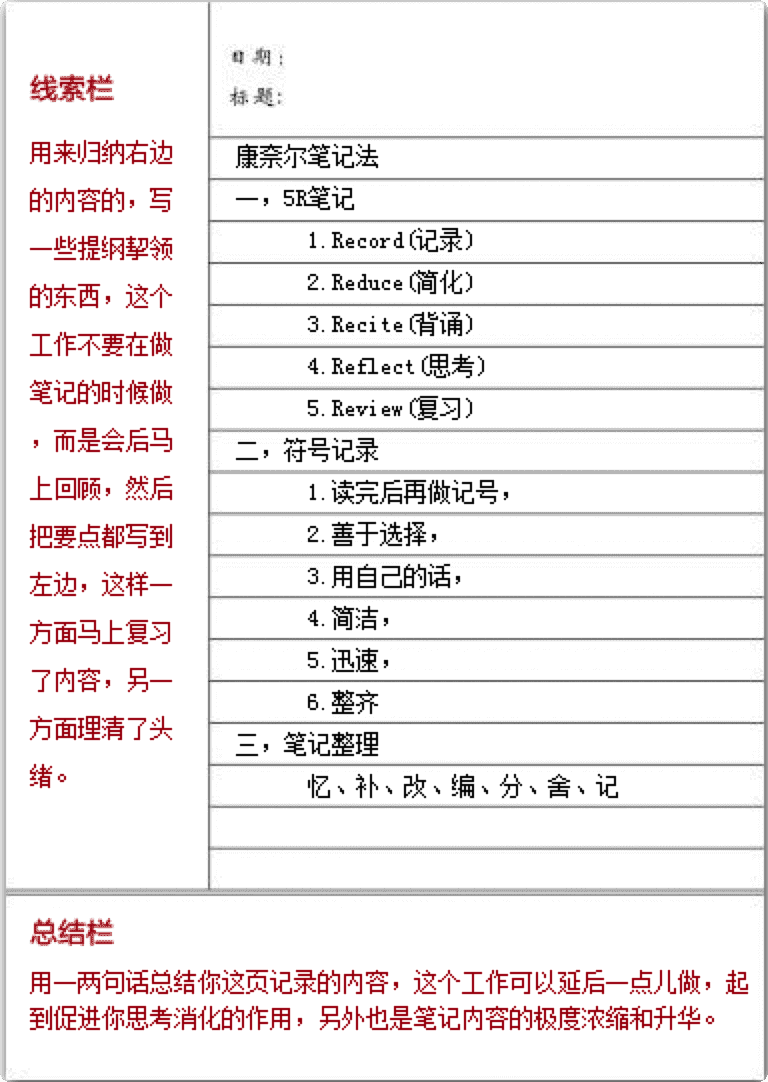 线索栏
用来归纳右边
的内容的，写
一些提纲挈领
的东西，这个
工作不要在做
笔记的时候做
，而是会后马
上回顾，然后
把要点都写到
左边，这样一
方面马上复习
了内容，另一
方面理清了头
绪。
日期：
标题：
康奈尔笔记法
一，5R笔记
1.Record(记录)
2.Reduce(简化)
3.Recite(背诵)
4.Reflect(思考)
5.Review(复习)
二，符号记录
1.读完后再做记号，
2.善于选择，
3.用自己的话，
4.简洁，
5.迅速，
6.整齐
三，笔记整理
忆、补、改、编、分、舍、记
总结栏
用一两句话总结你这页记录的内容，这个工作可以延后一点儿做，起
到促进你思考消化的作用，另外也是笔记内容的极度浓缩和升华。